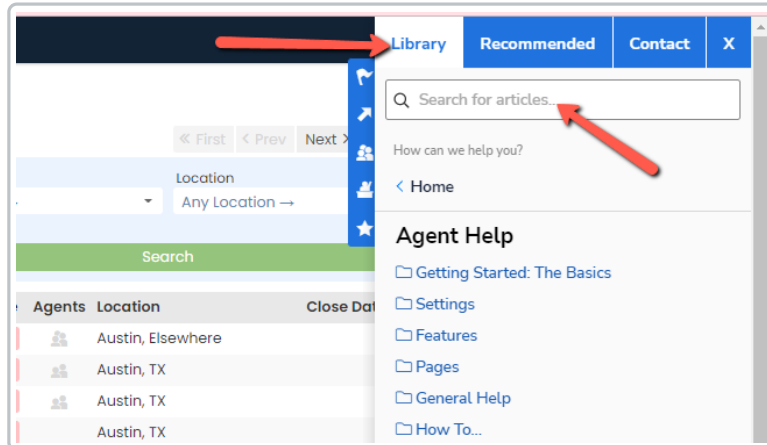 Library Recommended Contact X
Search for articles...
How can we help you?
< Home
Agent Help
Getting Started: The Basics
Settings
Features
Pages
General Help
How To...
« First < Prev Next >
Location
Any Location →
Search
Agents Location Close Dat
Austin, Elsewhere
Austin, TX
Austin, TX
Austin, TX